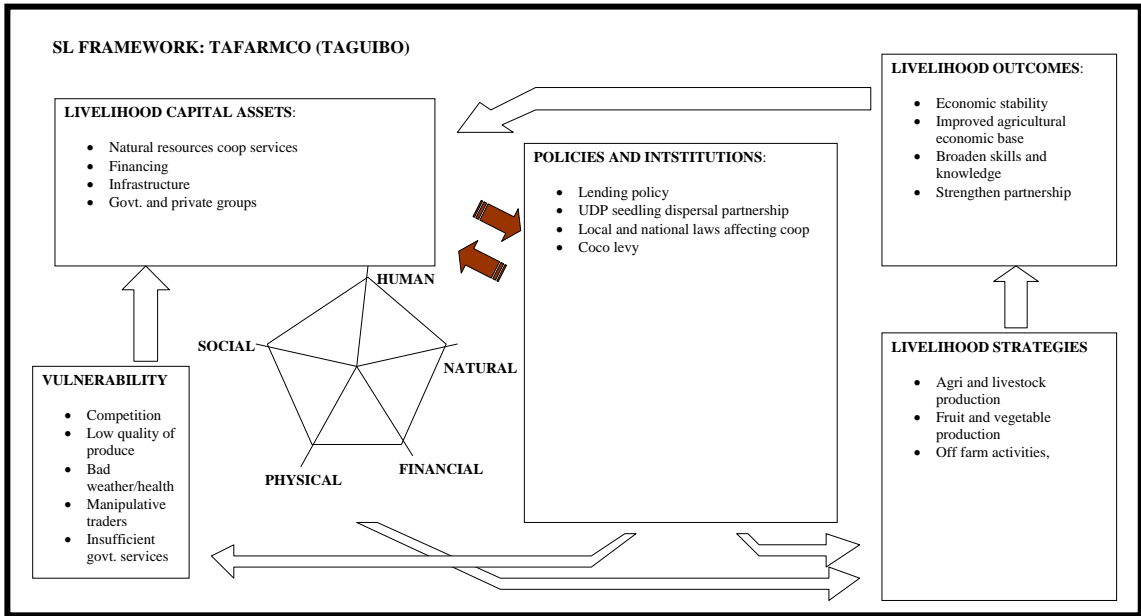 SL FRAMEWORK: TAFARMCO (TAGUIBO)
LIVELIHOOD CAPITAL ASSETS:
• Natural resources coop services
• Financing
• Infrastructure
• Govt. and private groups
POLICIES AND INTSTITUTIONS:
• Lending policy
• UDP seedling dispersal partnership
• Local and national laws affecting coop
• Coco levy
LIVELIHOOD OUTCOMES:
• Economic stability
• Improved agricultural
economic base
• Broaden skills and
knowledge
• Strengthen partnership
HUMAN
SOCIAL
NATURAL
PHYSICAL
FINANCIAL
VULNERABILITY
• Competition
• Low quality of
produce
• Bad
weather/health
• Manipulative
traders
• Insufficient
govt. services
LIVELIHOOD STRATEGIES
• Agri and livestock
production
• Fruit and vegetable
production
• Off farm activities,